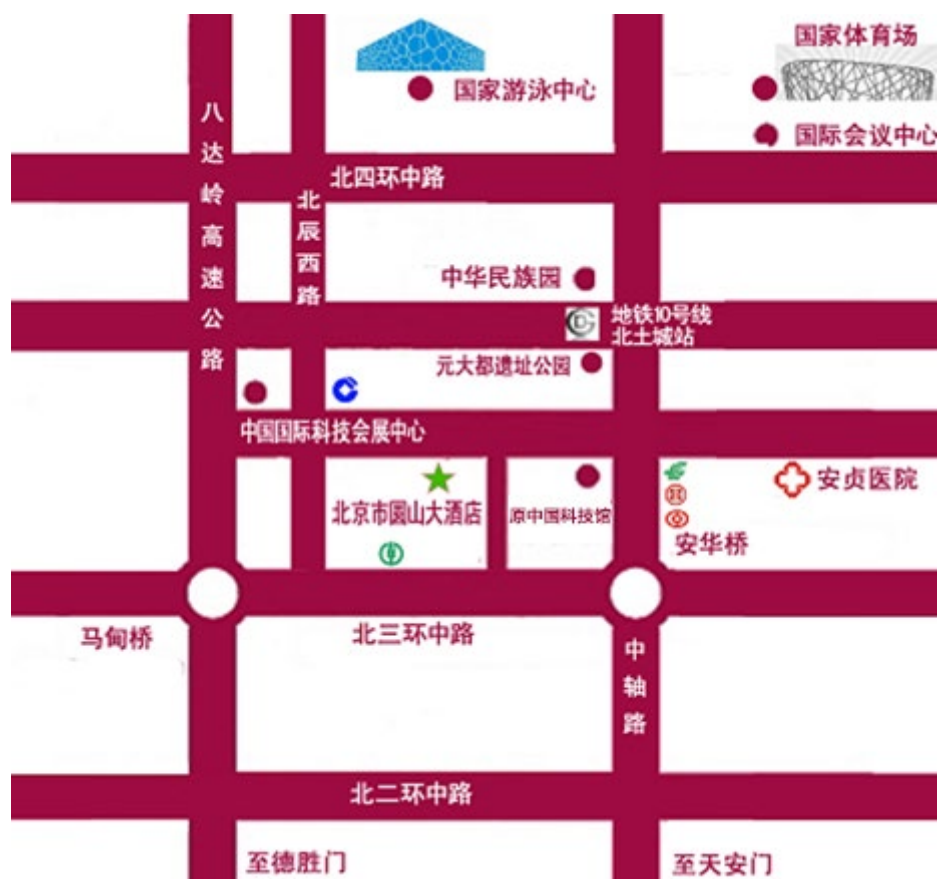 国家体育场
国家游泳中心
国际会议中心
八达岭高速公路
北四环中路
北辰西路
中华民族园
地铁10号线
北土城站
元大都遗址公园
中国国际科技会展中心
安贞医院
北京市圆山大酒店
原中国科技馆
安华桥
马甸桥
北三环中路
中轴路
北二环中路
至德胜门
至天安门